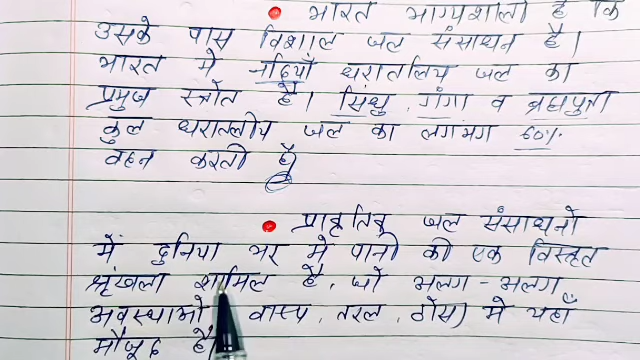 भारत भाग्यशाली है कि
उसके पास विशाल जल संसाधन है।
भारत में नदियाँ धरातलिय जल का
प्रमुख स्त्रोत है। सिंधु, गंगा व ब्रह्मपुत्रा
कुल धरातलीय जल का लगभग 60%
वहन करती है
प्राकृतिक जल संसाधनो
में दुनिया भर में पानी की एक विस्तृत
श्रृंखला शामिल है, जो अलग-अलग
अवस्थाओ वाष्प, तरल, ठोस) मे यहाँ
मौजूद है।